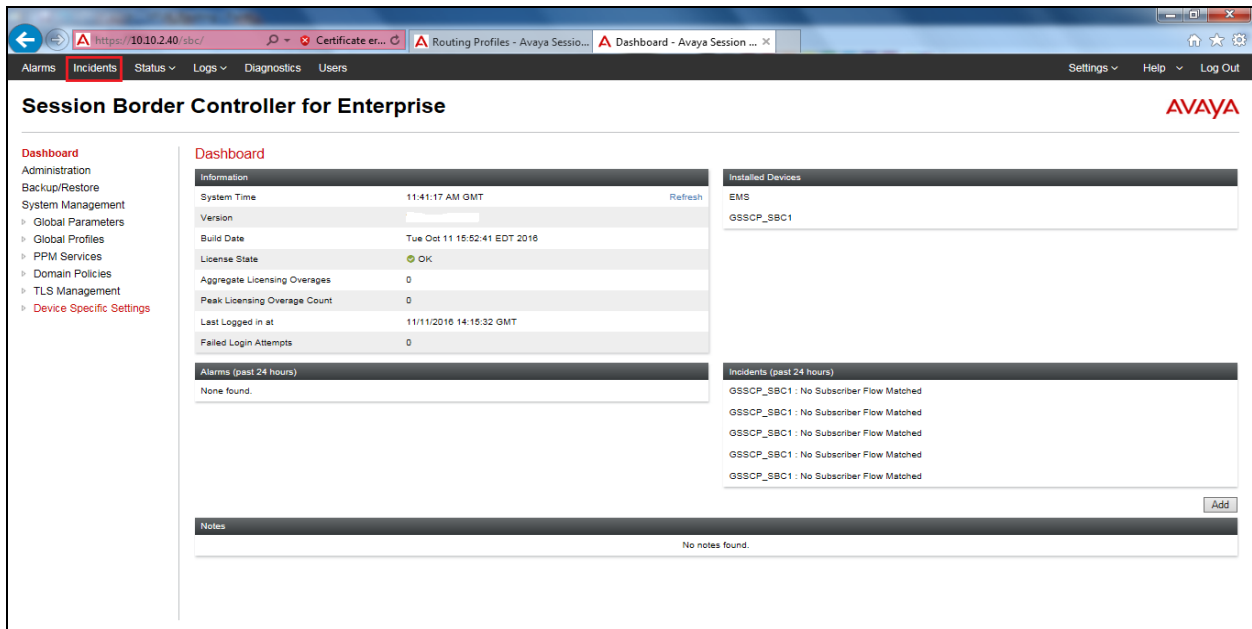 https://10.10.2.40/sbc/
Certificate er...
Routing Profiles - Avaya Sessio...
Dashboard - Avaya Session ...
Alarms Incidents Status Logs Diagnostics Users Settings Help Log Out
Session Border Controller for Enterprise
AVAYA
Dashboard
Administration
Backup/Restore
System Management
Global Parameters
Global Profiles
PPM Services
Domain Policies
TLS Management
Device Specific Settings
Dashboard
Information
System Time 11:41:17 AM GMT Refresh
Version
Build Date Tue Oct 11 15:52:41 EDT 2016
License State OK
Aggregate Licensing Overages 0
Peak Licensing Overage Count 0
Last Logged in at 11/11/2016 14:15:32 GMT
Failed Login Attempts 0
Installed Devices
EMS
GSSCP_SBC1
Alarms (past 24 hours)
None found.
Incidents (past 24 hours)
GSSCP_SBC1 : No Subscriber Flow Matched
GSSCP_SBC1 : No Subscriber Flow Matched
GSSCP_SBC1 : No Subscriber Flow Matched
GSSCP_SBC1 : No Subscriber Flow Matched
GSSCP_SBC1 : No Subscriber Flow Matched
Add
Notes
No notes found.